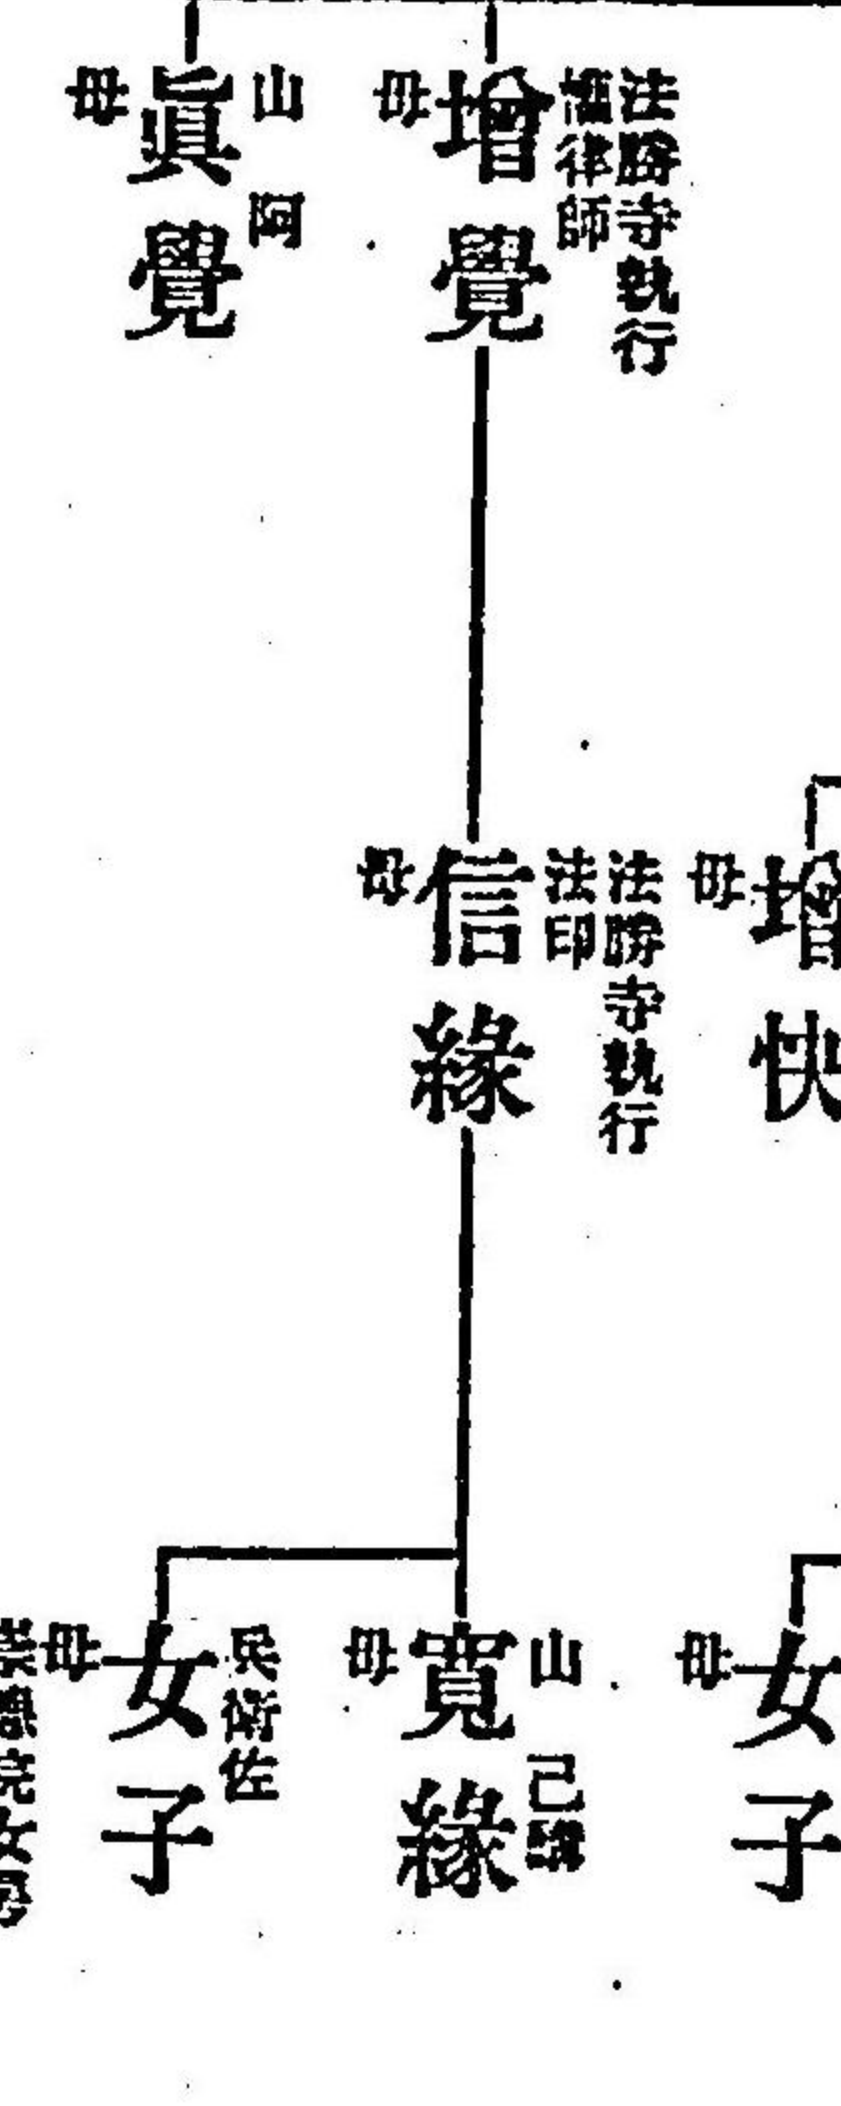 法勝寺執行
權律師
增覺
母
山 阿
眞覺
母
增快
母
法勝寺執行
法印
信緣
母
女子
母
山 己講
寬緣
母
兵衛佐
女子
母